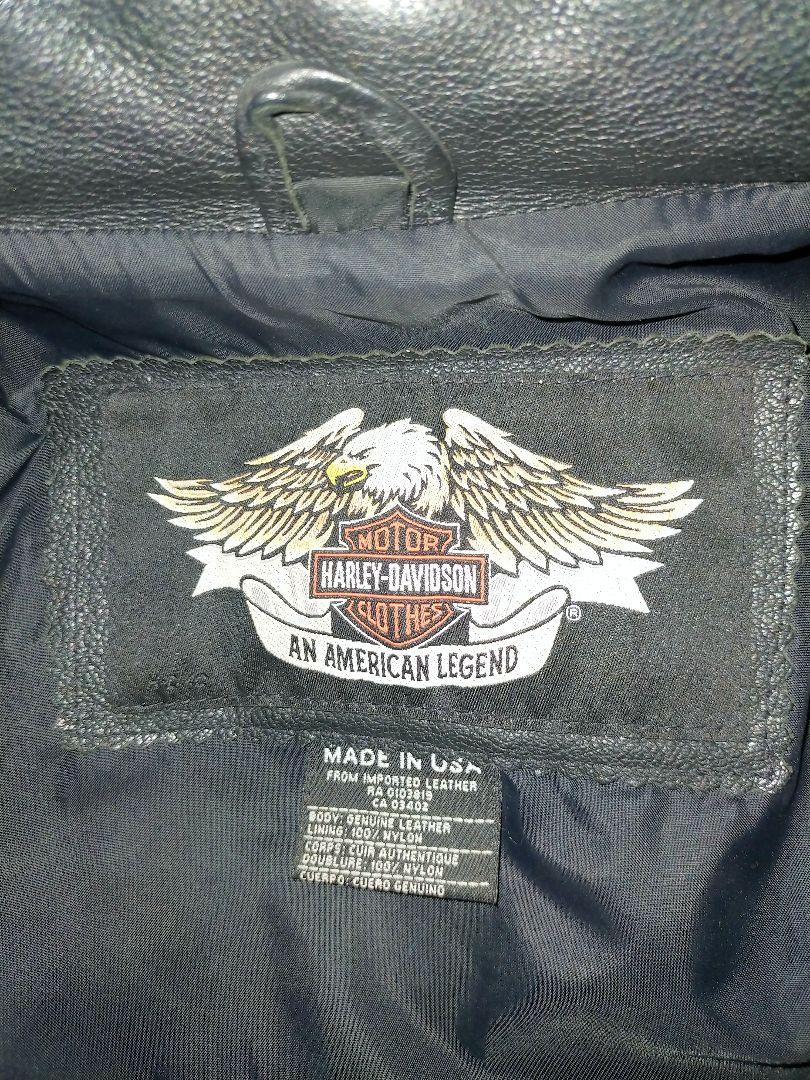 MOTOR
HARLEY-DAVIDSON
CLOTHES
®
AN AMERICAN LEGEND
MADE IN USA
FROM IMPORTED LEATHER
RA 0103819
CA 03402
BODY: GENUINE LEATHER
LINING: 100% NYLON
CORPS: CUIR AUTHENTIQUE
DOUBLURE: 100% NYLON
CUERPO: CUERO GENUINO